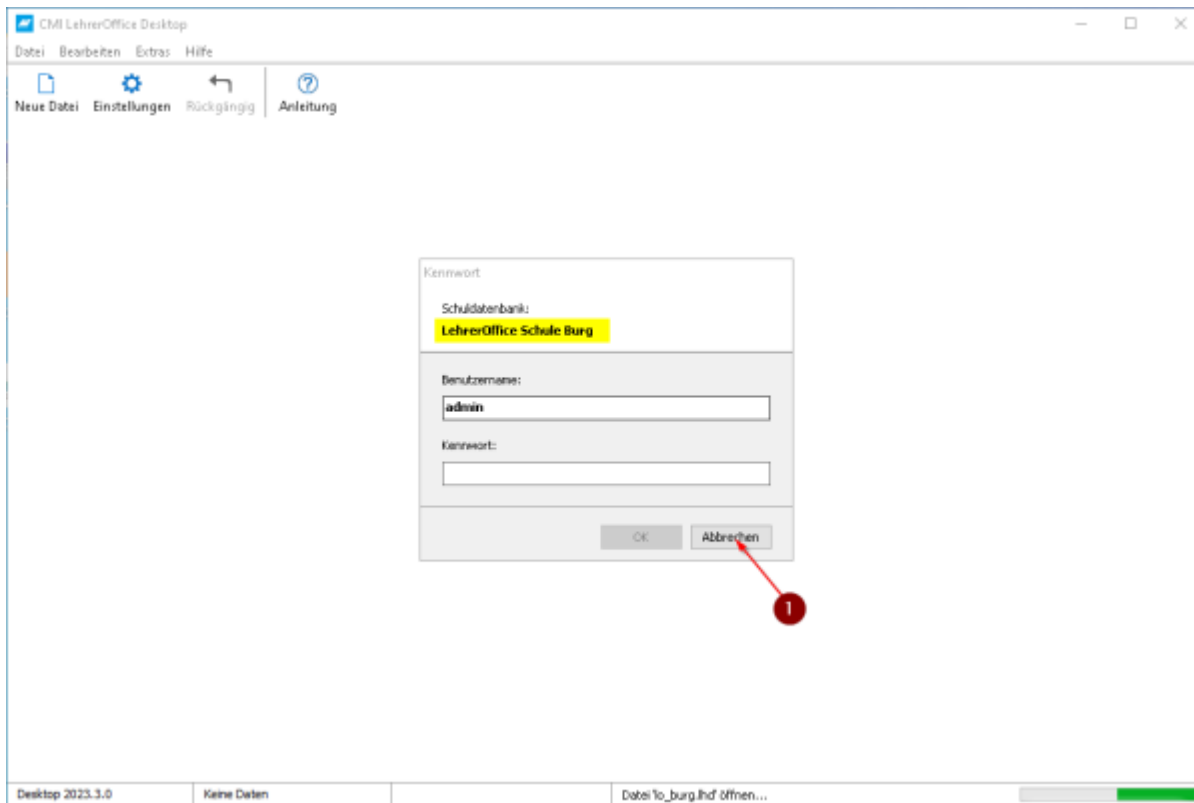 CMI LehrerOffice Desktop
Datei Bearbeiten Extras Hilfe
Neue Datei Einstellungen Rückgängig Anleitung
Kennwort
Schuldatenbank:
LehrerOffice Schule Burg
Benutzername:
admin
Kennwort:
OK Abbrechen
1
Desktop 2023.3.0 Keine Daten Datei 'lo_burg.lhd' öffnen...